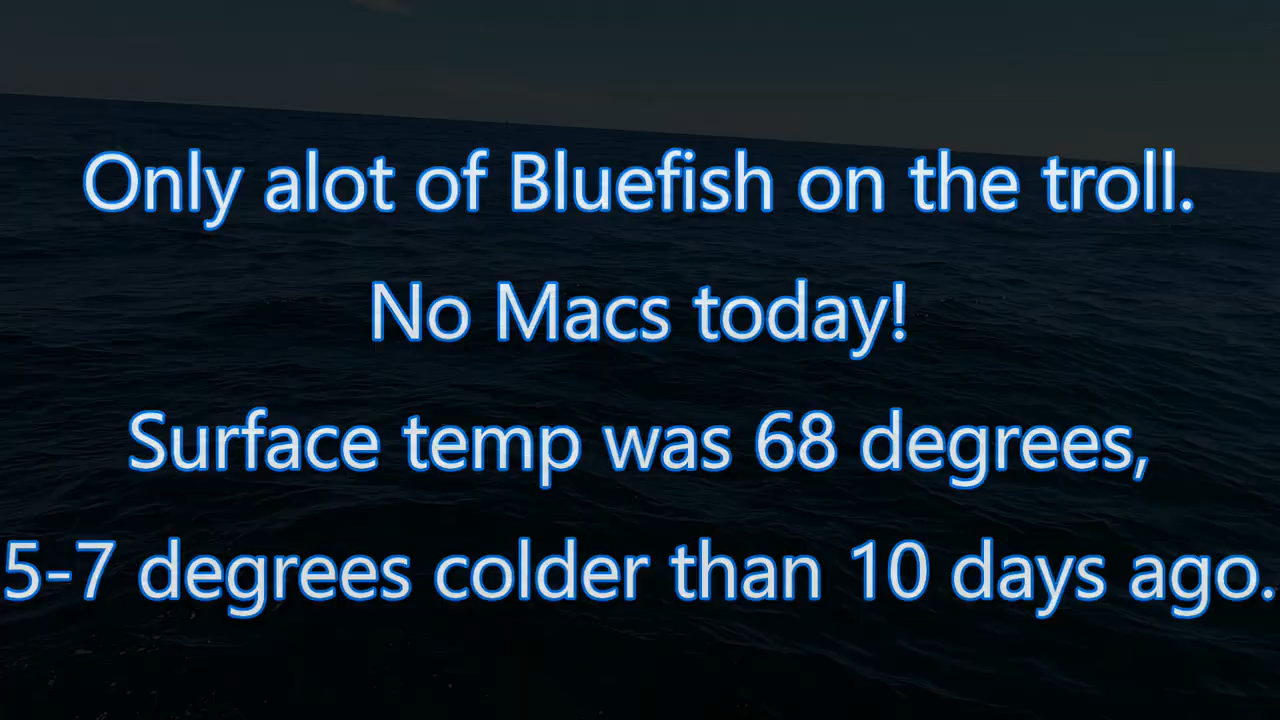 Only alot of Bluefish on the troll.
No Macs today!
Surface temp was 68 degrees,
5-7 degrees colder than 10 days ago.